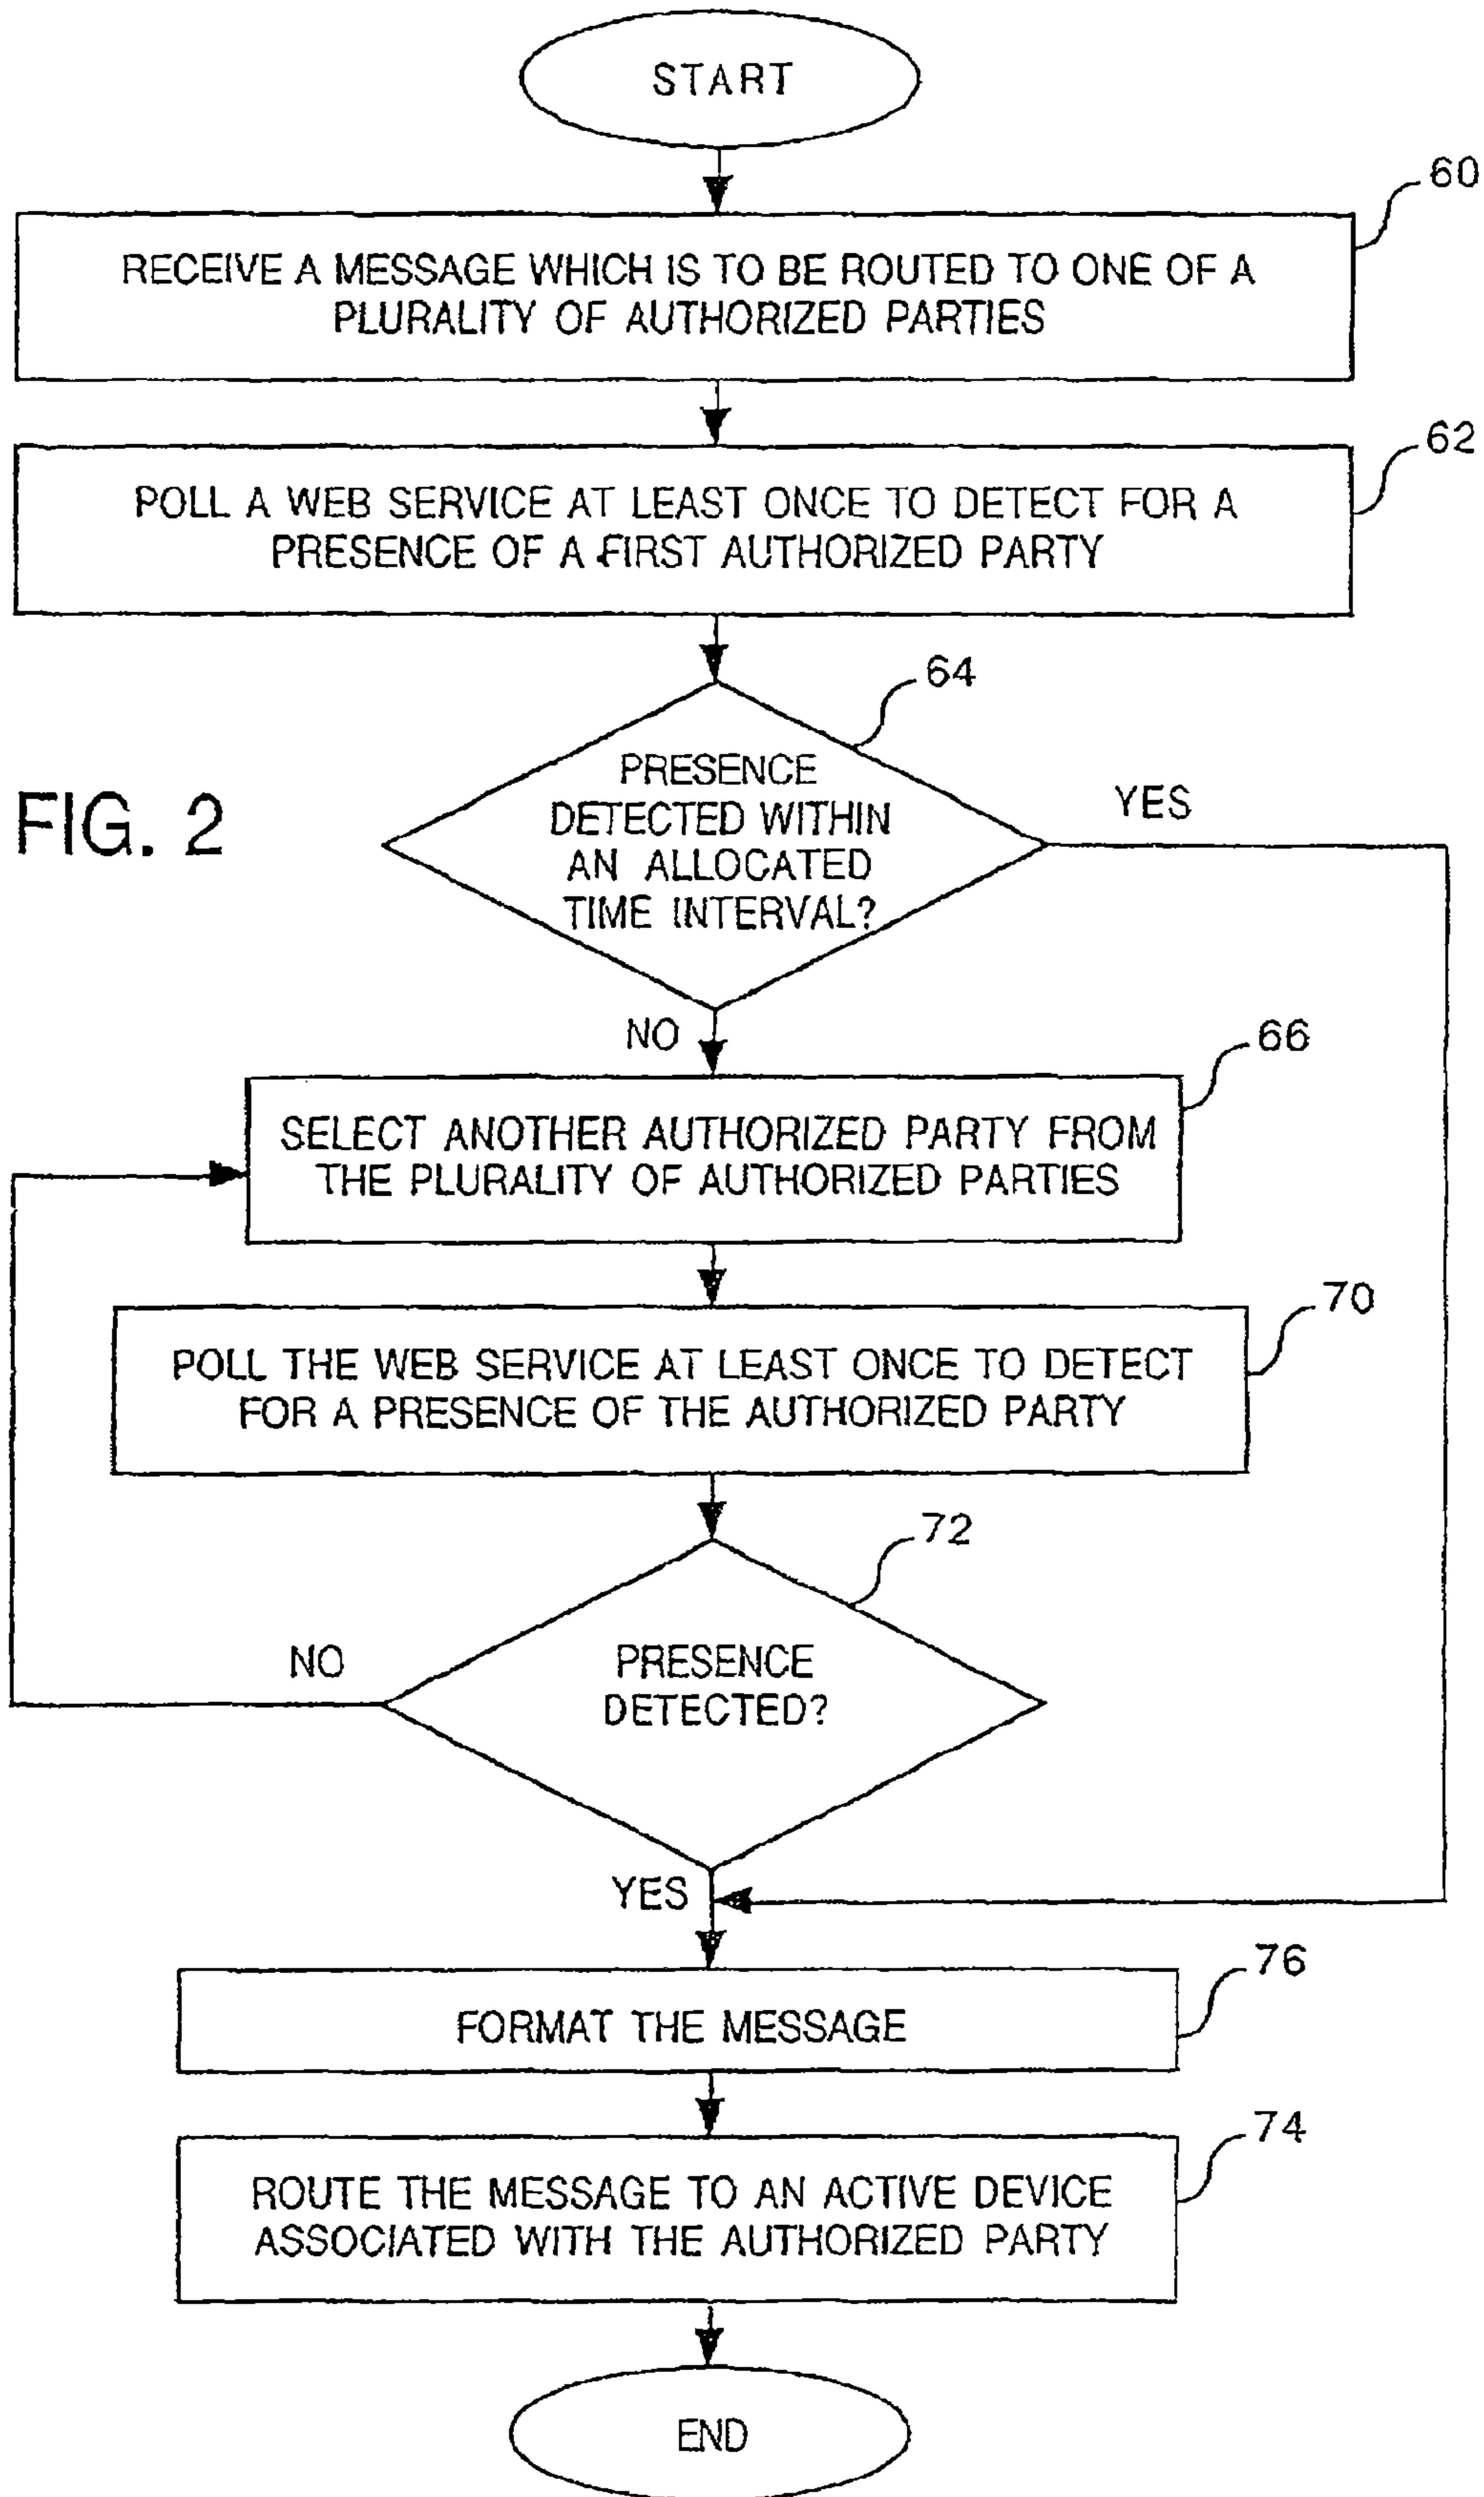 START
60
RECEIVE A MESSAGE WHICH IS TO BE ROUTED TO ONE OF A
PLURALITY OF AUTHORIZED PARTIES
62
POLL A WEB SERVICE AT LEAST ONCE TO DETECT FOR A
PRESENCE OF A FIRST AUTHORIZED PARTY
64
PRESENCE
DETECTED WITHIN
AN ALLOCATED
TIME INTERVAL?
YES
FIG. 2
NO
66
SELECT ANOTHER AUTHORIZED PARTY FROM
THE PLURALITY OF AUTHORIZED PARTIES
70
POLL THE WEB SERVICE AT LEAST ONCE TO DETECT
FOR A PRESENCE OF THE AUTHORIZED PARTY
72
NO
PRESENCE
DETECTED?
YES
76
FORMAT THE MESSAGE
74
ROUTE THE MESSAGE TO AN ACTIVE DEVICE
ASSOCIATED WITH THE AUTHORIZED PARTY
END